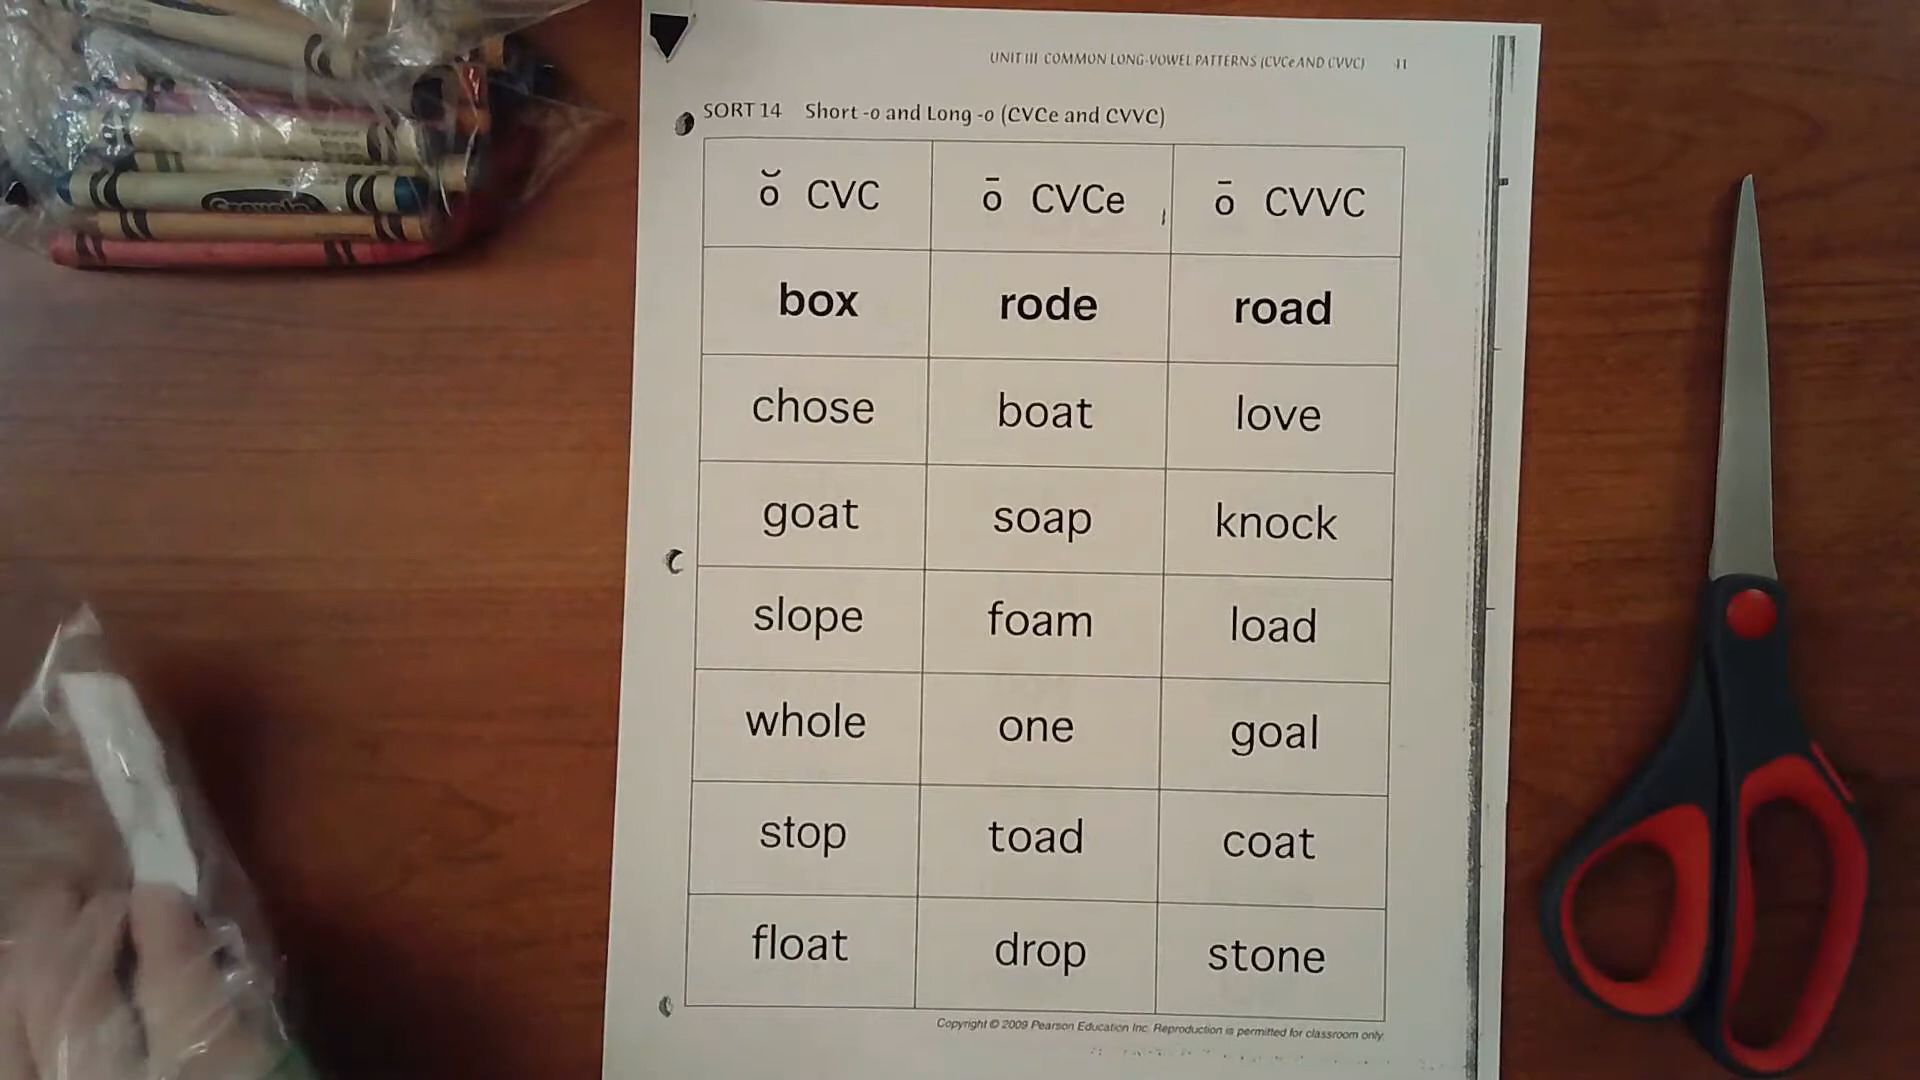 UNIT III COMMON LONG-VOWEL PATTERNS (CVCe AND CVVC) 41
SORT 14 Short -o and Long -o (CVCe and CVVC)
ŏ CVC ō CVCe ō CVVC
box rode road
chose boat love
goat soap knock
slope foam load
whole one goal
stop toad coat
float drop stone
Copyright © 2009 Pearson Education Inc. Reproduction is permitted for classroom only
Crayola